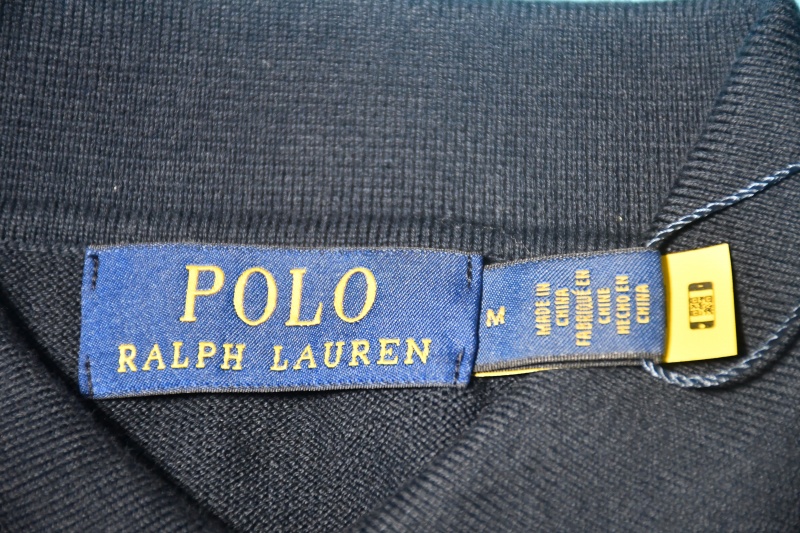 POLO
RALPH LAUREN
M
MADE IN
CHINA
FABRIQUÉ EN
CHINE
HECHO EN
CHINA